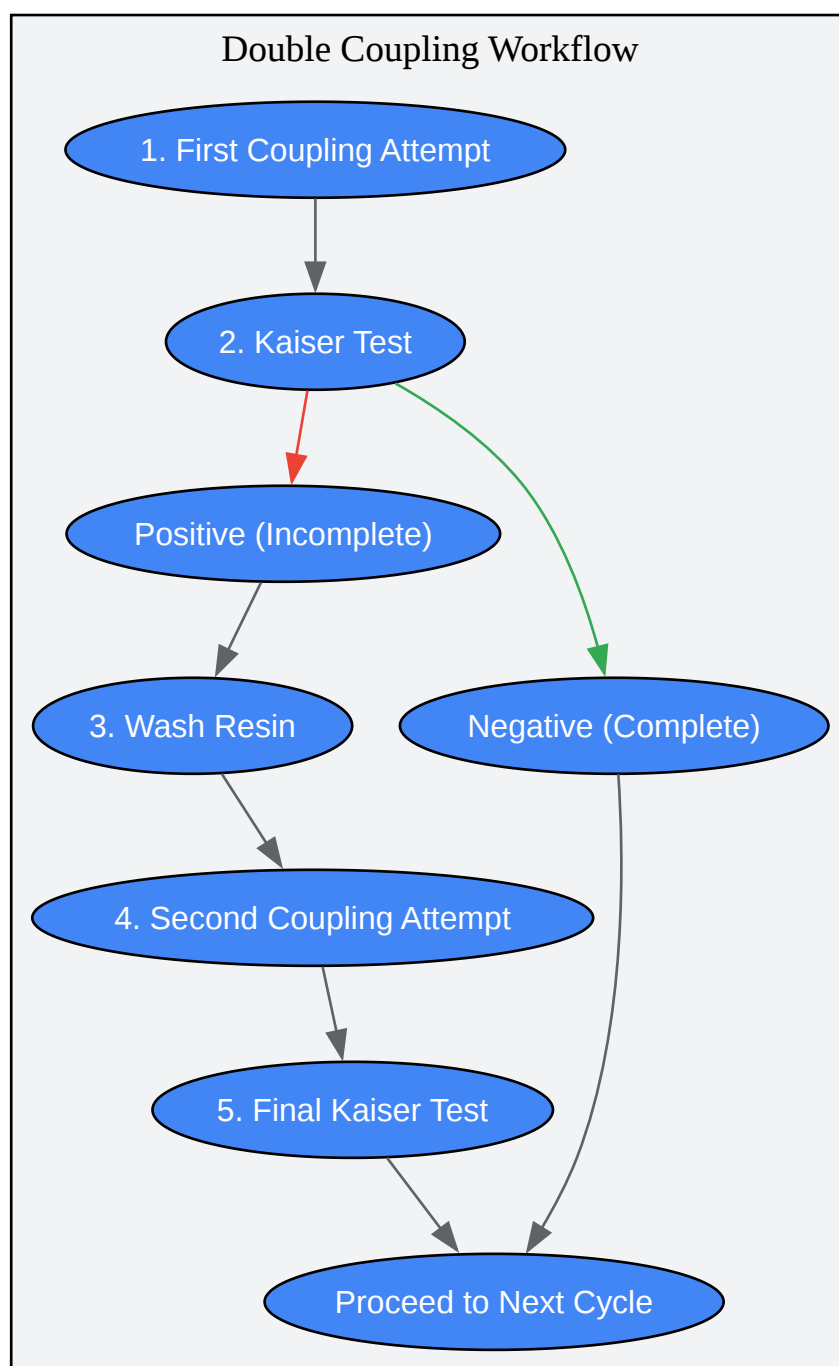 Double Coupling Workflow
1. First Coupling Attempt
2. Kaiser Test
Positive (Incomplete)
3. Wash Resin
Negative (Complete)
4. Second Coupling Attempt
5. Final Kaiser Test
Proceed to Next Cycle